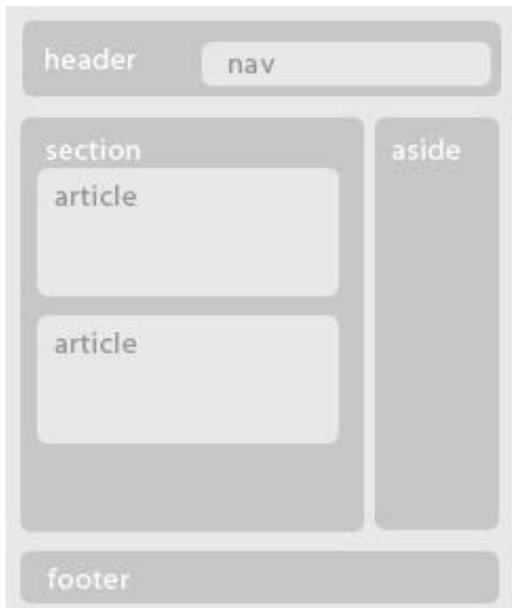 header
nav
section
aside
article
article
footer